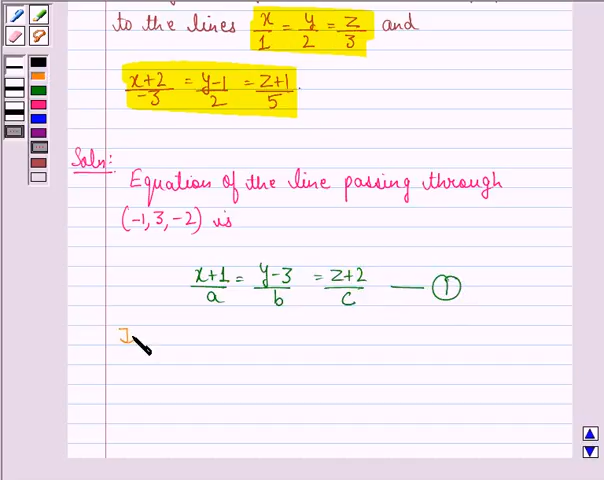 to the lines x/1 = y/2 = z/3 and
x+2/-3 = y-1/2 = z+1/5.
Soln:
Equation of the line passing through
(-1, 3, -2) is
x+1/a = y-3/b = z+2/c — ①
I